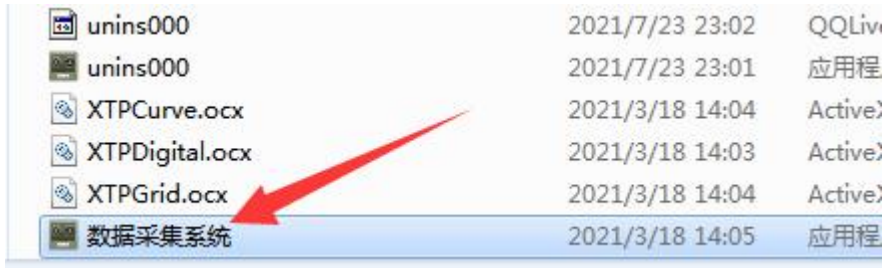 unins000 2021/7/23 23:02 QQLive
unins000 2021/7/23 23:01 应用程
XTPCurve.ocx 2021/3/18 14:04 ActiveX
XTPDigital.ocx 2021/3/18 14:03 ActiveX
XTPGrid.ocx 2021/3/18 14:04 ActiveX
数据采集系统 2021/3/18 14:05 应用程